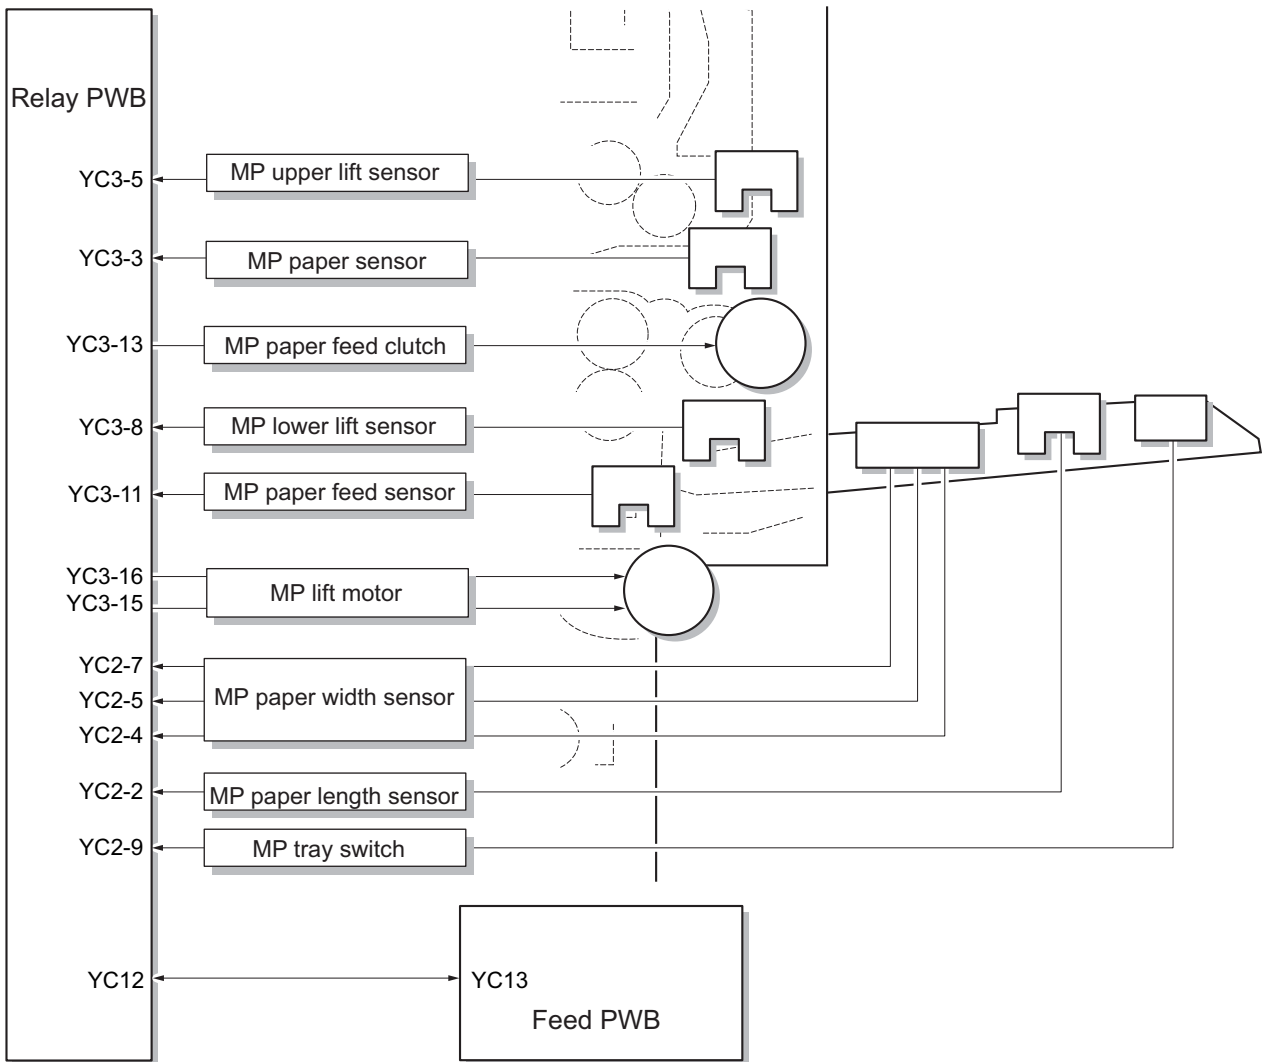 Relay PWB
YC3-5
MP upper lift sensor
YC3-3
MP paper sensor
YC3-13
MP paper feed clutch
YC3-8
MP lower lift sensor
YC3-11
MP paper feed sensor
YC3-16
MP lift motor
YC3-15
YC2-7
MP paper width sensor
YC2-5
YC2-4
YC2-2
MP paper length sensor
YC2-9
MP tray switch
YC12
YC13
Feed PWB